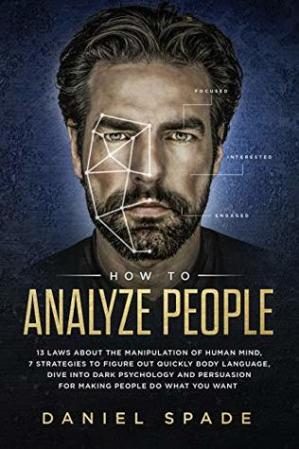 FOCUSED
INTERESTED
ENGAGED
HOW TO
ANALYZE PEOPLE
13 LAWS ABOUT THE MANIPULATION OF HUMAN MIND,
7 STRATEGIES TO FIGURE OUT QUICKLY BODY LANGUAGE,
DIVE INTO DARK PSYCHOLOGY AND PERSUASION
FOR MAKING PEOPLE DO WHAT YOU WANT
DANIEL SPADE